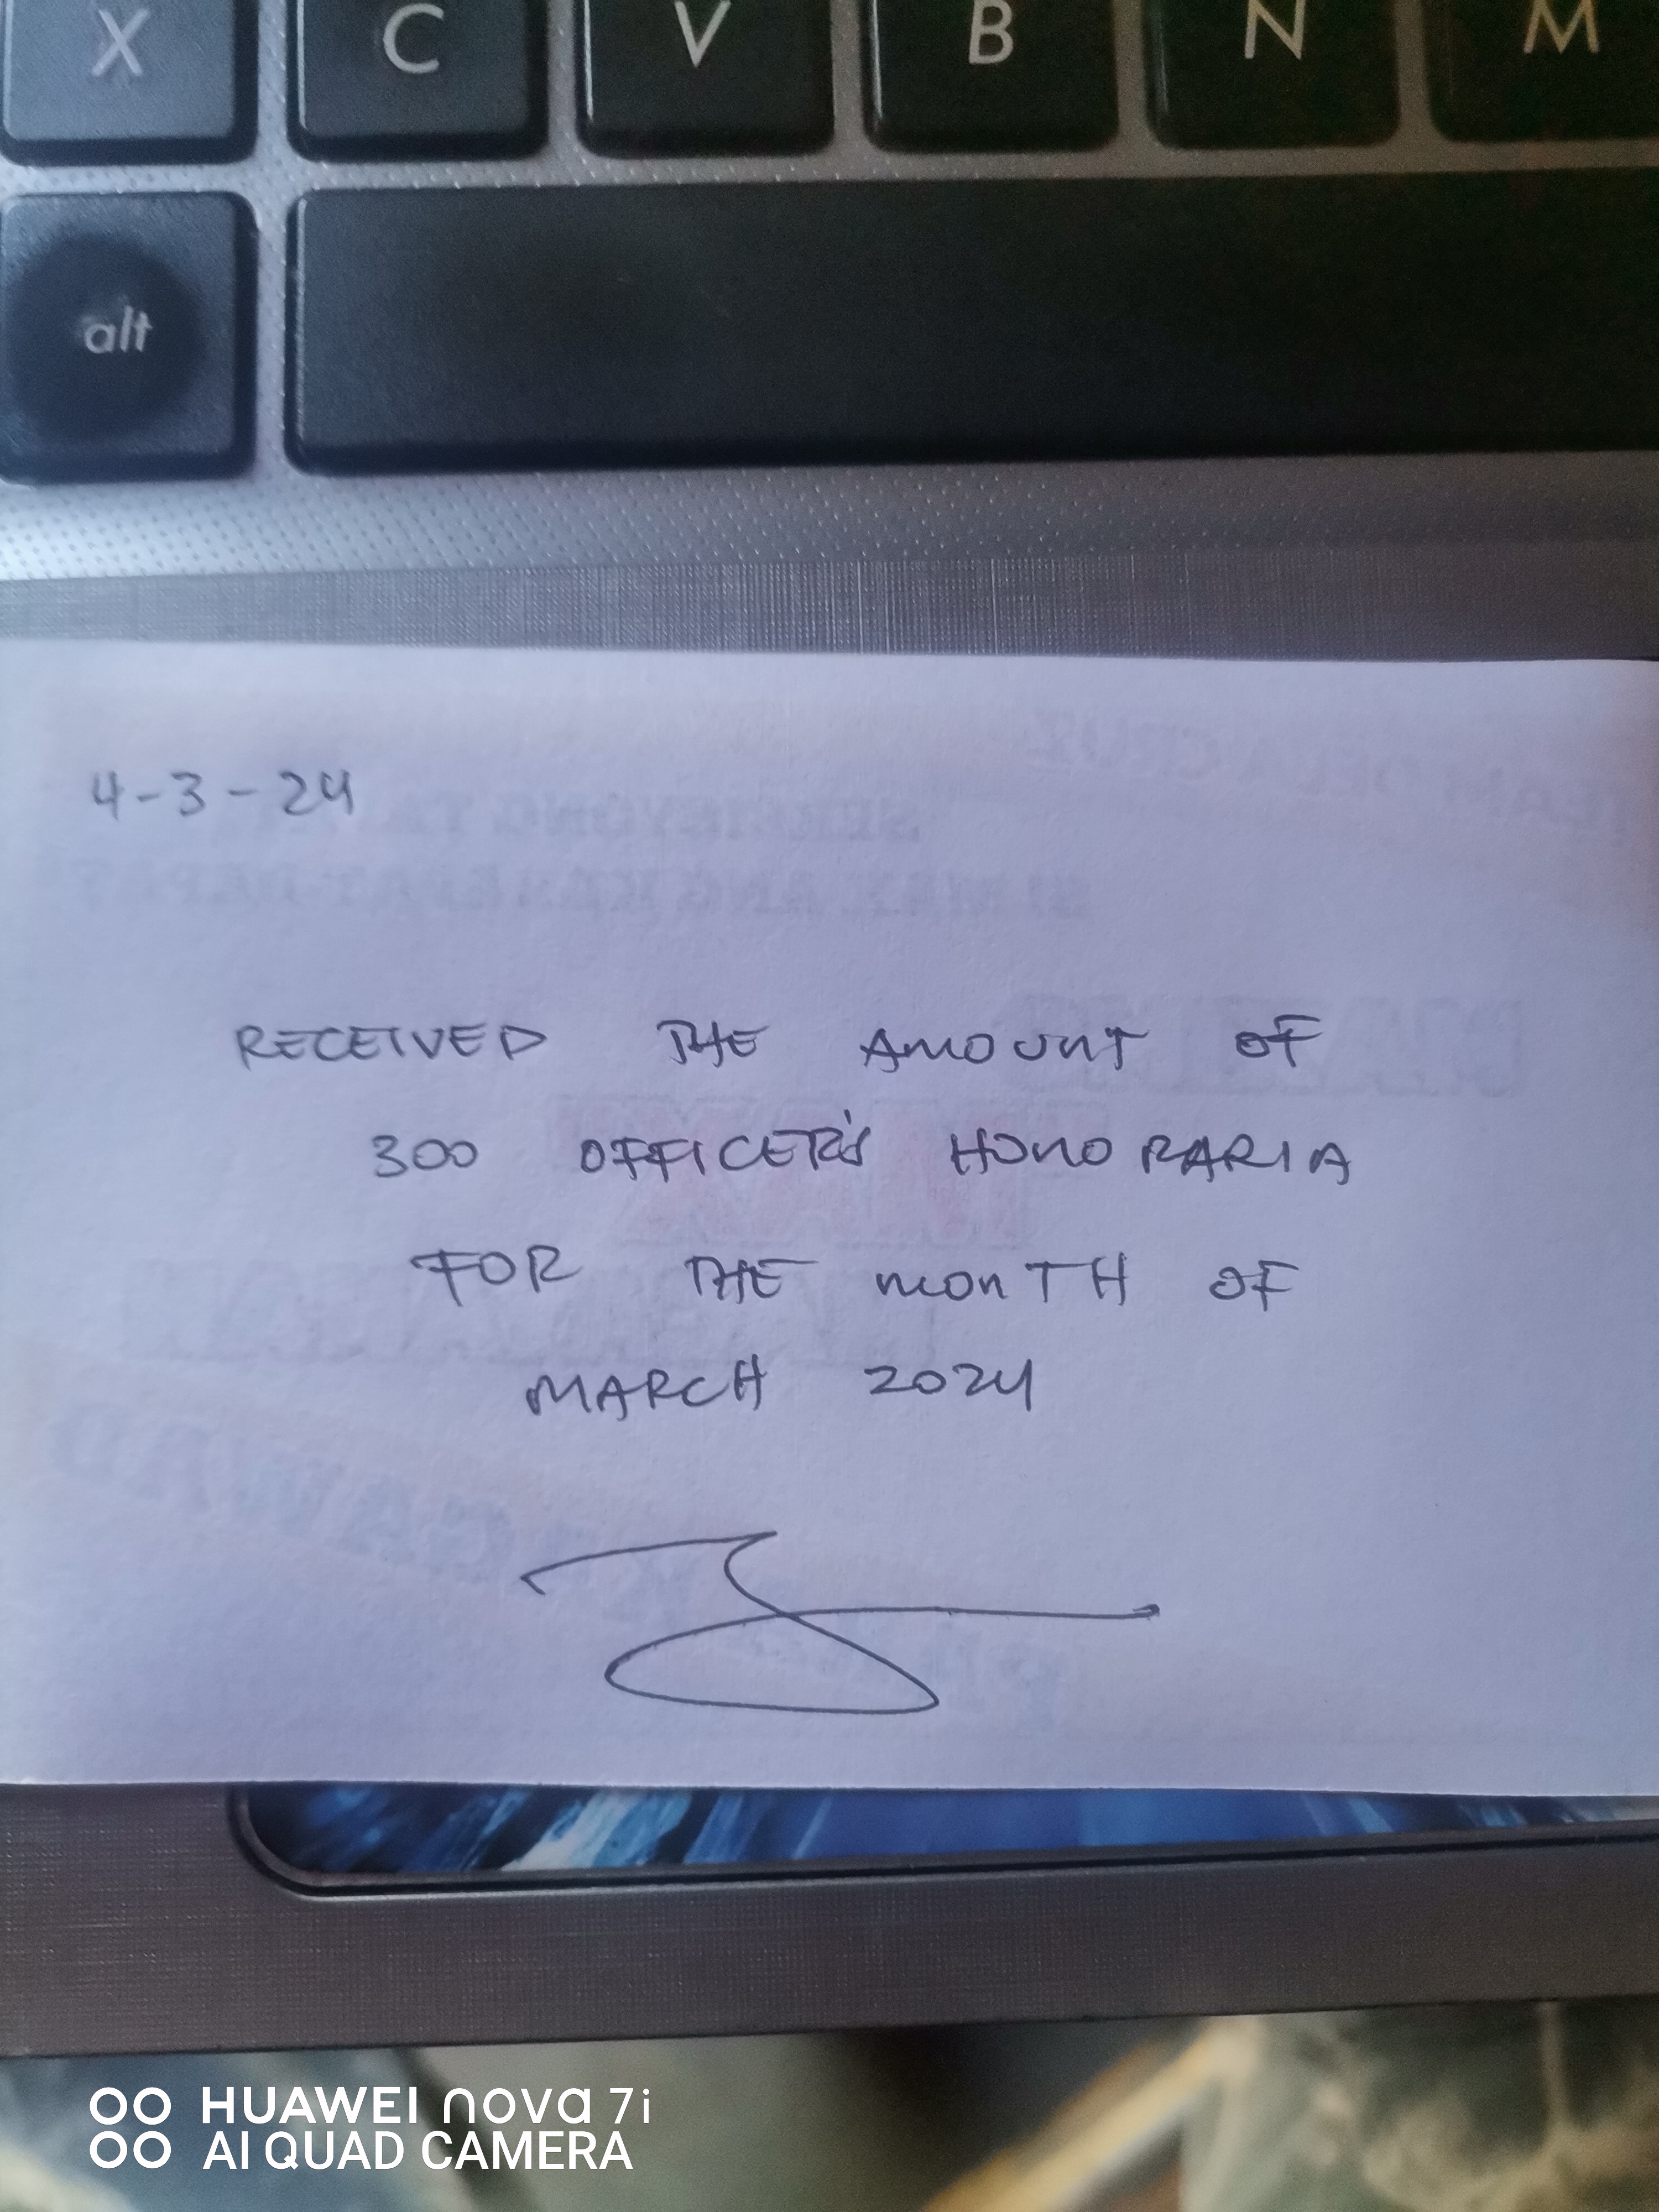 X C V B N M
alt
4-3-24
RECEIVED THE AMOUNT OF
300 OFFICER'S HONORARIA
FOR THE MONTH OF
MARCH 2024
HUAWEI nova 7i
AI QUAD CAMERA